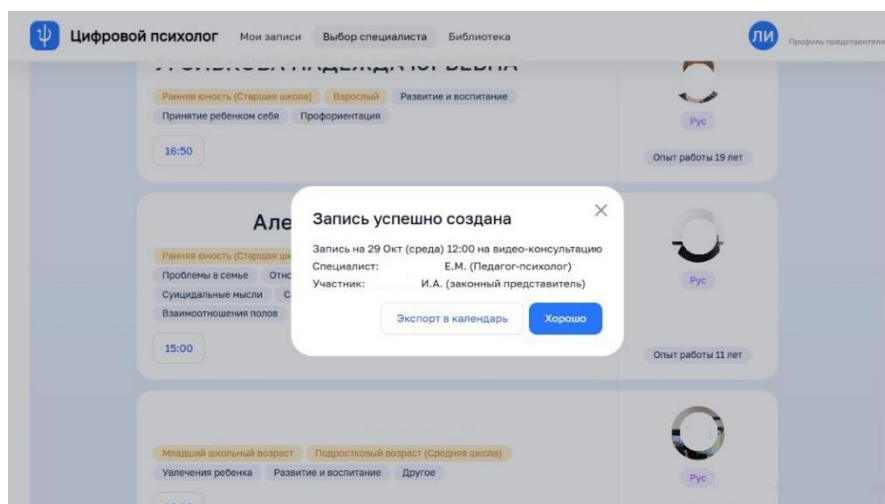 Цифровой психолог Мои записи Выбор специалиста Библиотека ЛИ Профиль представителя
Ранняя юность (Старшая школа) Взрослый Развитие и воспитание
Принятие ребенком себя Профориентация
Рус
16:50
Опыт работы 19 лет
Але
Ранняя юность (Старшая
Проблемы в семье
Суицидальные мысли
Взаимоотношения полов
Рус
15:00
Опыт работы 11 лет
Запись успешно создана
Запись на 29 Окт (среда) 12:00 на видео-консультацию
Специалист: Е.М. (Педагог-психолог)
Участник: И.А. (законный представитель)
Экспорт в календарь Хорошо
Младший школьный возраст Подростковый возраст (Средняя школа)
Увлечения ребенка Развитие и воспитание Другое
Рус